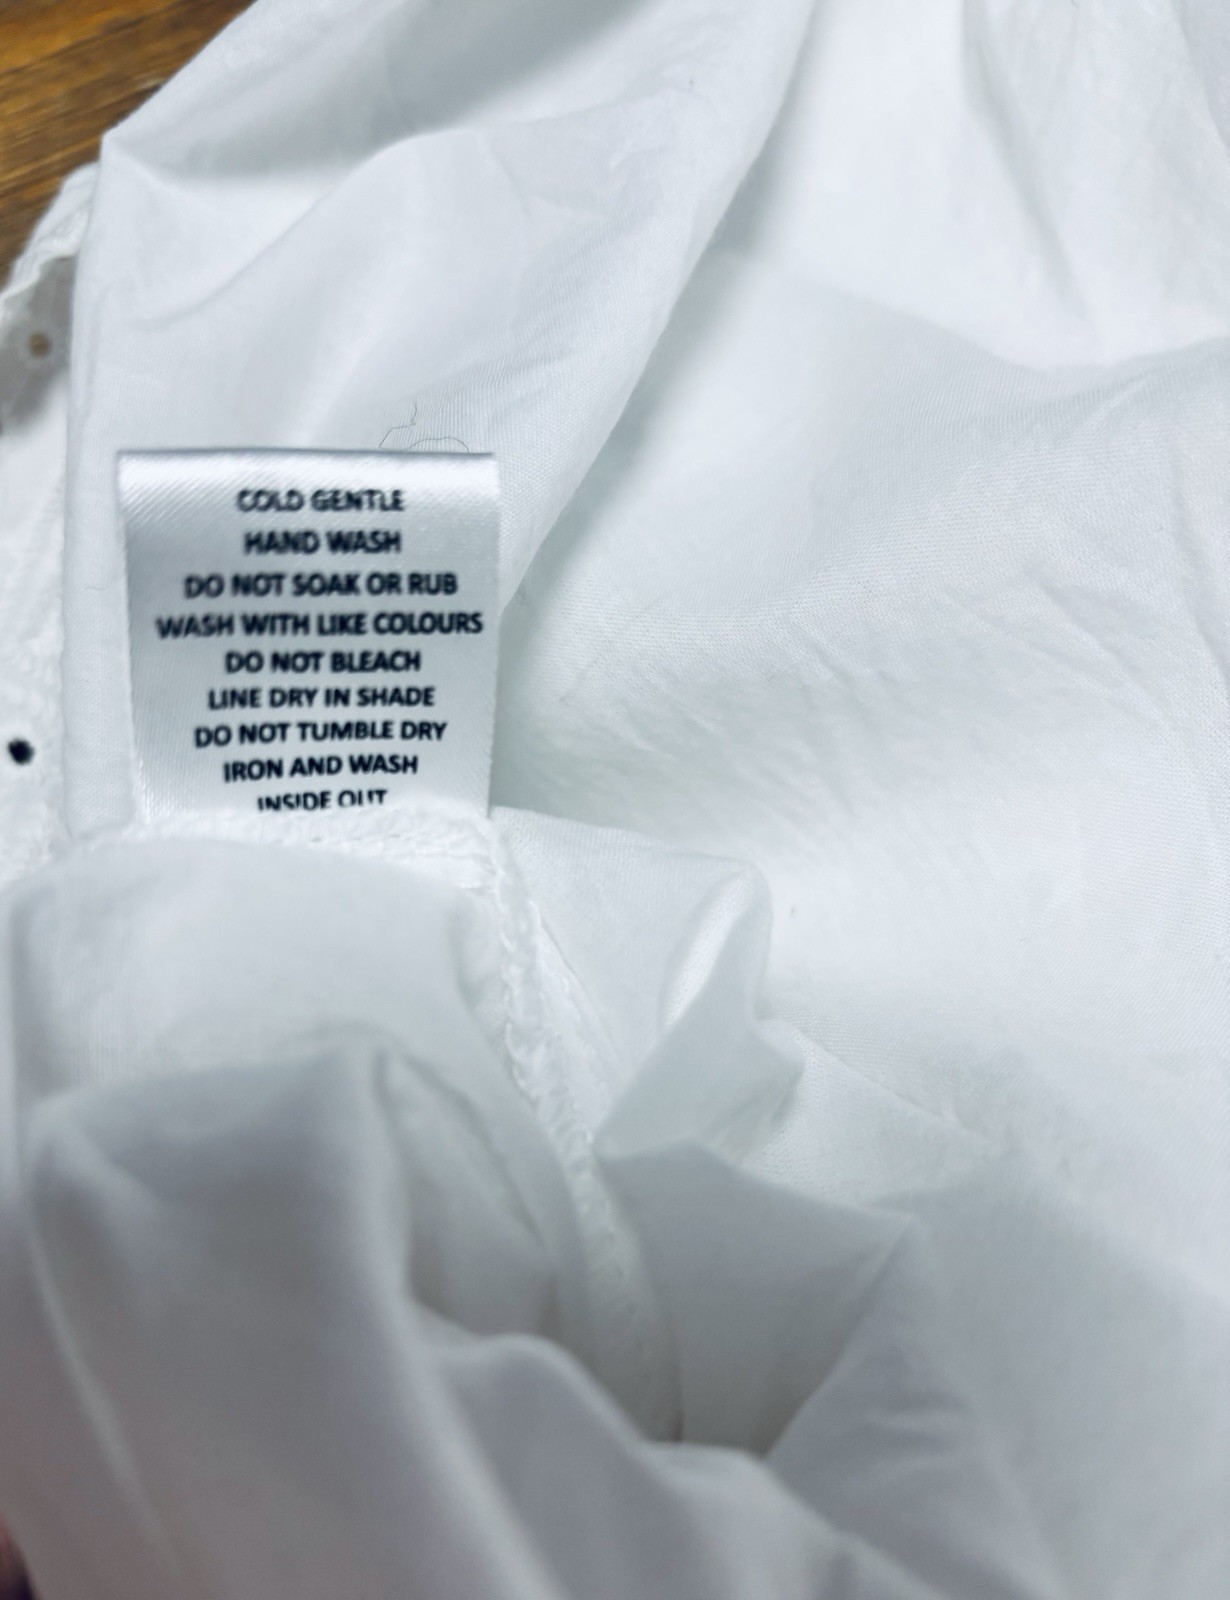 COLD GENTLE
HAND WASH
DO NOT SOAK OR RUB
WASH WITH LIKE COLOURS
DO NOT BLEACH
LINE DRY IN SHADE
DO NOT TUMBLE DRY
IRON AND WASH
INSIDE OUT